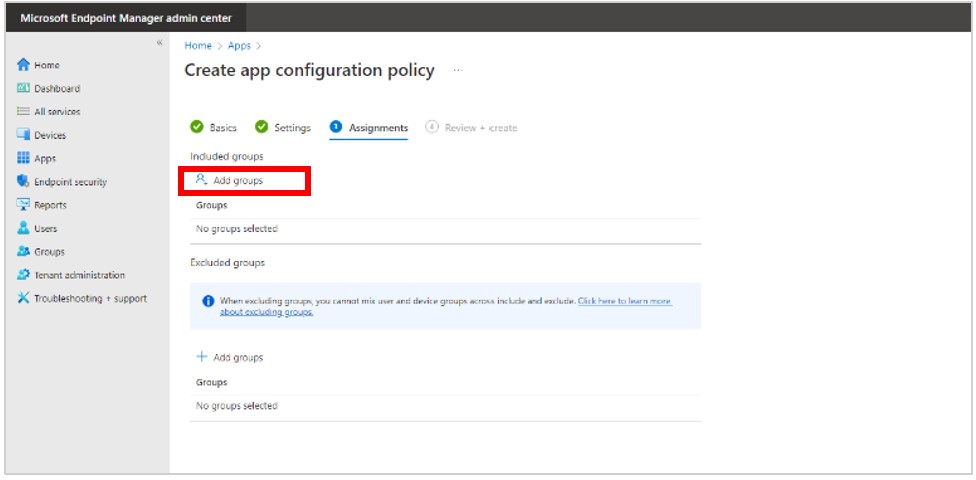 Microsoft Endpoint Manager admin center
«
Home
Dashboard
All services
Devices
Apps
Endpoint security
Reports
Users
Groups
Tenant administration
Troubleshooting + support
Home > Apps >
Create app configuration policy ...
Basics Settings 3 Assignments 4 Review + create
Included groups
Add groups
Groups
No groups selected
Excluded groups
When excluding groups, you cannot mix user and device groups across include and exclude. Click here to learn more
about excluding groups.
+ Add groups
Groups
No groups selected